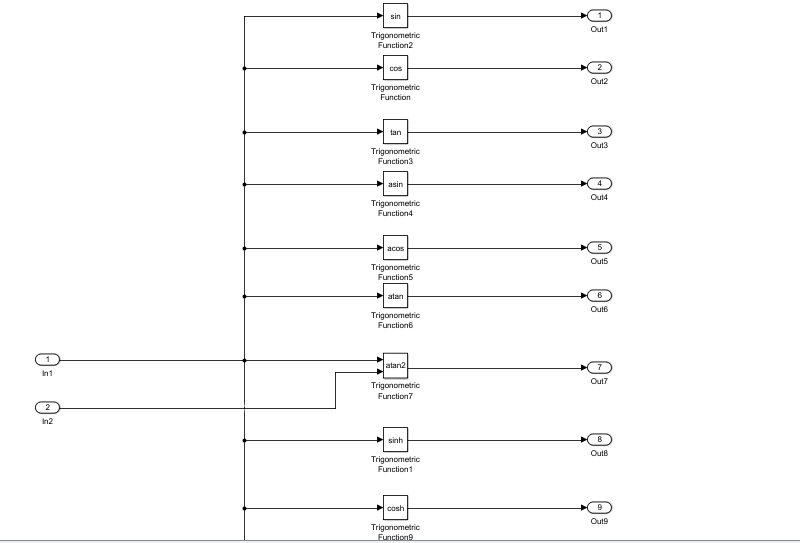 sin
1
Trigonometric
Function2
Out1
cos
2
Trigonometric
Function
Out2
tan
3
Trigonometric
Function3
Out3
asin
4
Trigonometric
Function4
Out4
acos
5
Trigonometric
Function5
Out5
atan
6
Trigonometric
Function6
Out6
1
In1
atan2
7
Trigonometric
Function7
Out7
2
In2
sinh
8
Trigonometric
Function1
Out8
cosh
9
Trigonometric
Function9
Out9